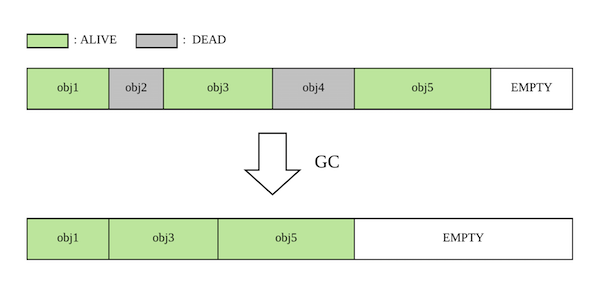 : ALIVE : DEAD
obj1 obj2 obj3 obj4 obj5 EMPTY
GC
obj1 obj3 obj5 EMPTY